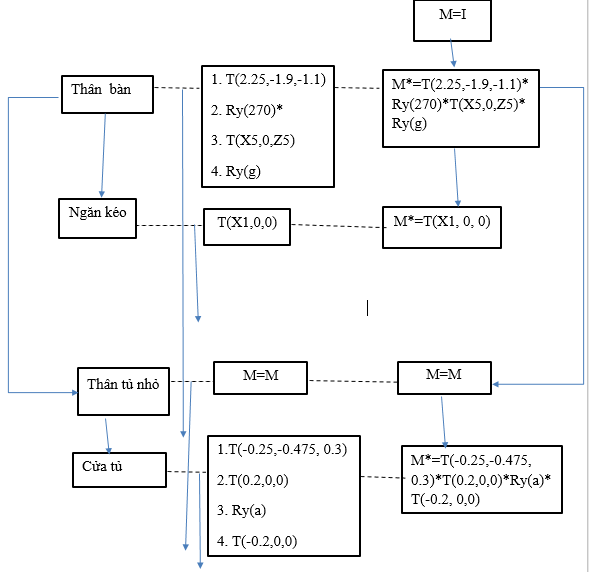 M=I
Thân bàn
1. T(2.25,-1.9,-1.1)
2. Ry(270)*
3. T(X5,0,Z5)
4. Ry(g)
M*=T(2.25,-1.9,-1.1)*
Ry(270)*T(X5,0,Z5)*
Ry(g)
Ngăn kéo
T(X1,0,0)
M*=T(X1, 0, 0)
Thân tủ nhỏ
M=M
M=M
Cửa tủ
1.T(-0.25,-0.475, 0.3)
2.T(0.2,0,0)
3. Ry(a)
4. T(-0.2,0,0)
M*=T(-0.25,-0.475,
0.3)*T(0.2,0,0)*Ry(a)*
T(-0.2, 0,0)